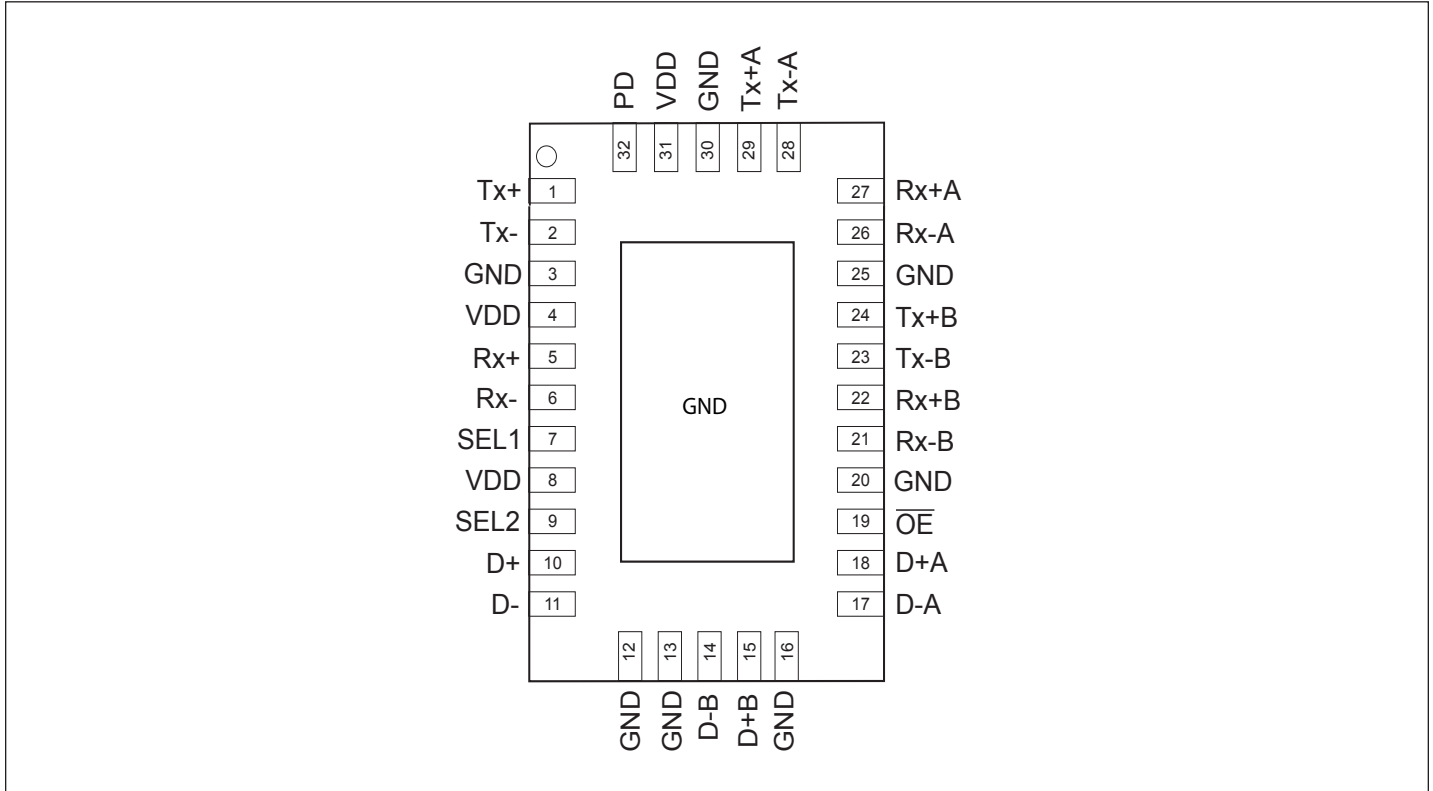 PD VDD GND Tx+A Tx-A
32 31 30 29 28
Tx+ 1 27 Rx+A
Tx- 2 26 Rx-A
GND 3 25 GND
VDD 4 24 Tx+B
Rx+ 5 23 Tx-B
Rx- 6 22 Rx+B
GND
SEL1 7 21 Rx-B
VDD 8 20 GND
SEL2 9 19 O̅E̅
D+ 10 18 D+A
D- 11 17 D-A
12 13 14 15 16
GND GND D-B D+B GND